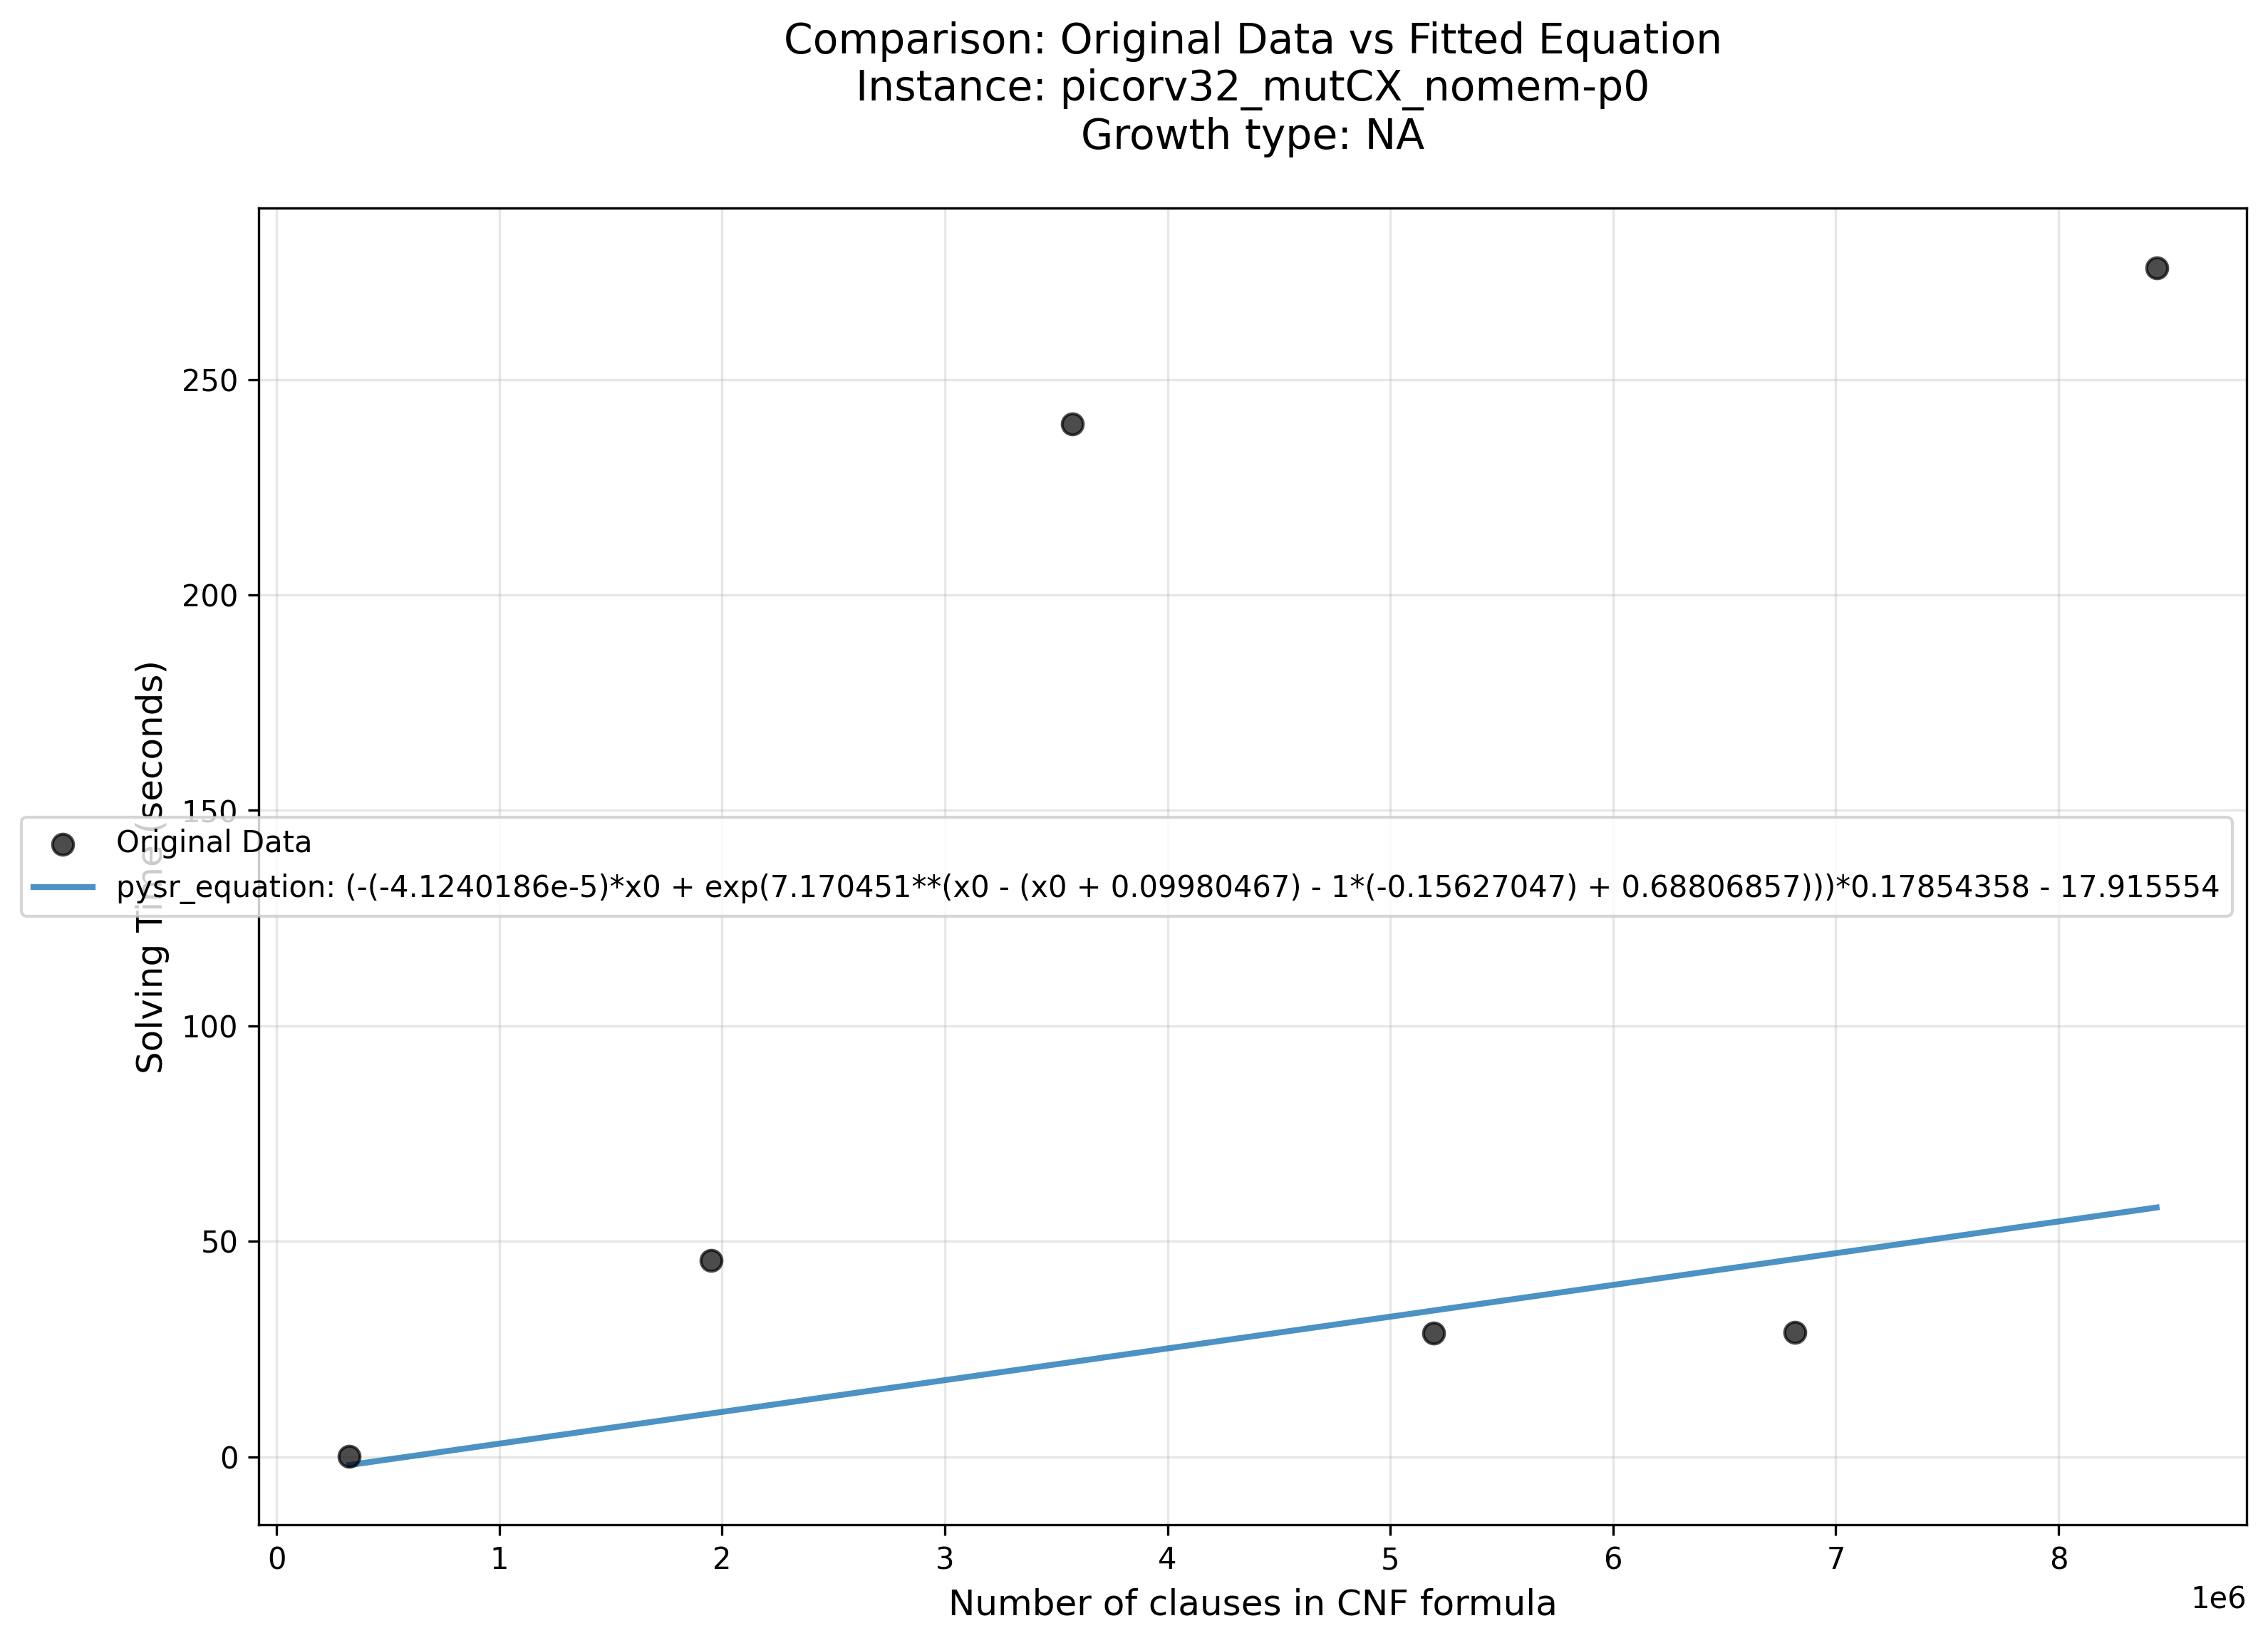 Comparison: Original Data vs Fitted Equation
Instance: picorv32_mutCX_nomem-p0
Growth type: NA
250
200
150
100
50
0
Solving Time (seconds)
Original Data
pysr_equation: (-(-4.1240186e-5)*x0 + exp(7.170451**(x0 - (x0 + 0.09980467) - 1*(-0.15627047) + 0.68806857)))*0.17854358 - 17.915554
0 1 2 3 4 5 6 7 8
1e6
Number of clauses in CNF formula